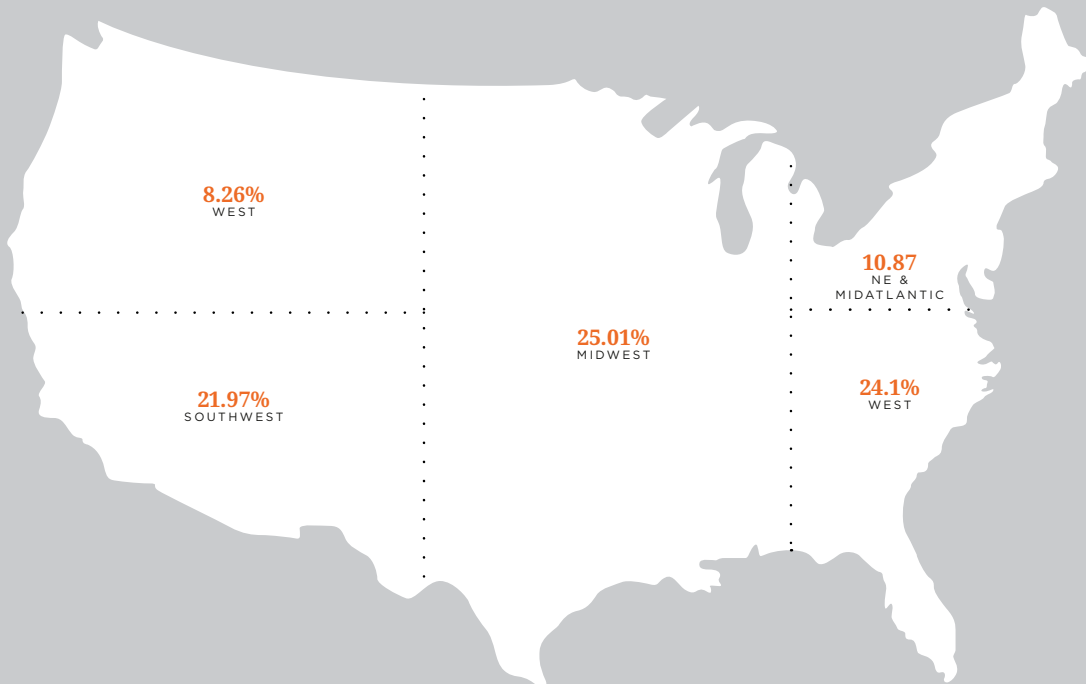 8.26%
WEST
10.87
NE &
MIDATLANTIC
25.01%
MIDWEST
21.97%
SOUTHWEST
24.1%
WEST